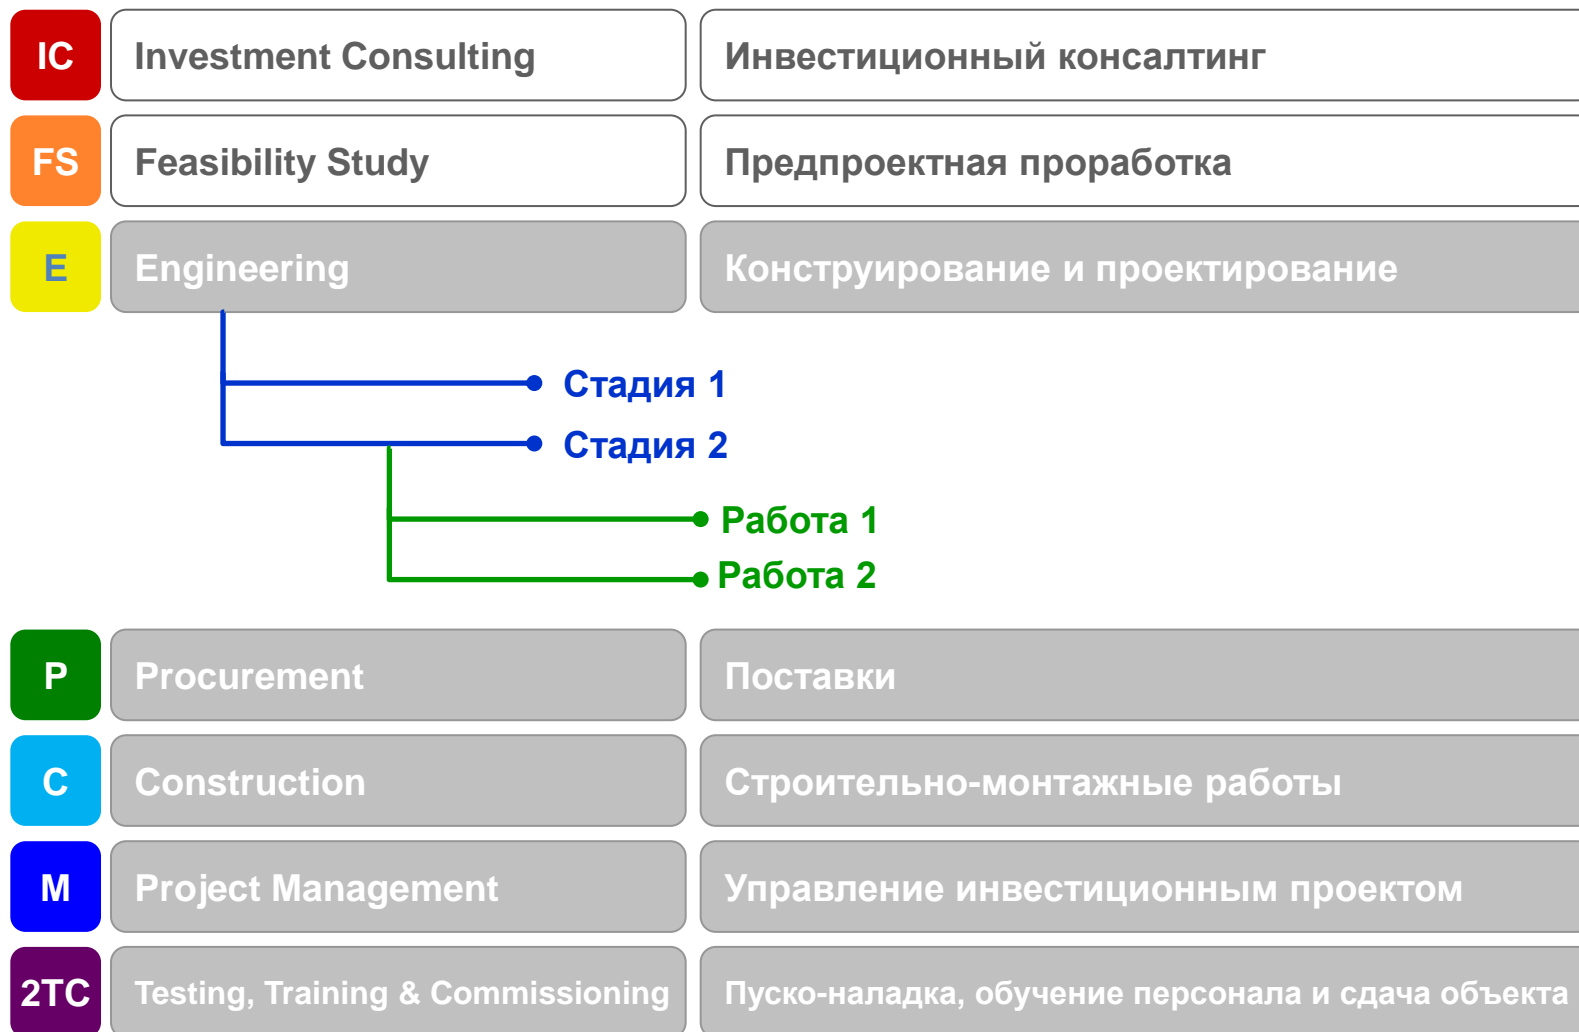 IC Investment Consulting Инвестиционный консалтинг
FS Feasibility Study Предпроектная проработка
E Engineering Конструирование и проектирование
Стадия 1
Стадия 2
Работа 1
Работа 2
P Procurement Поставки
C Construction Строительно-монтажные работы
M Project Management Управление инвестиционным проектом
2TC Testing, Training & Commissioning Пуско-наладка, обучение персонала и сдача объекта